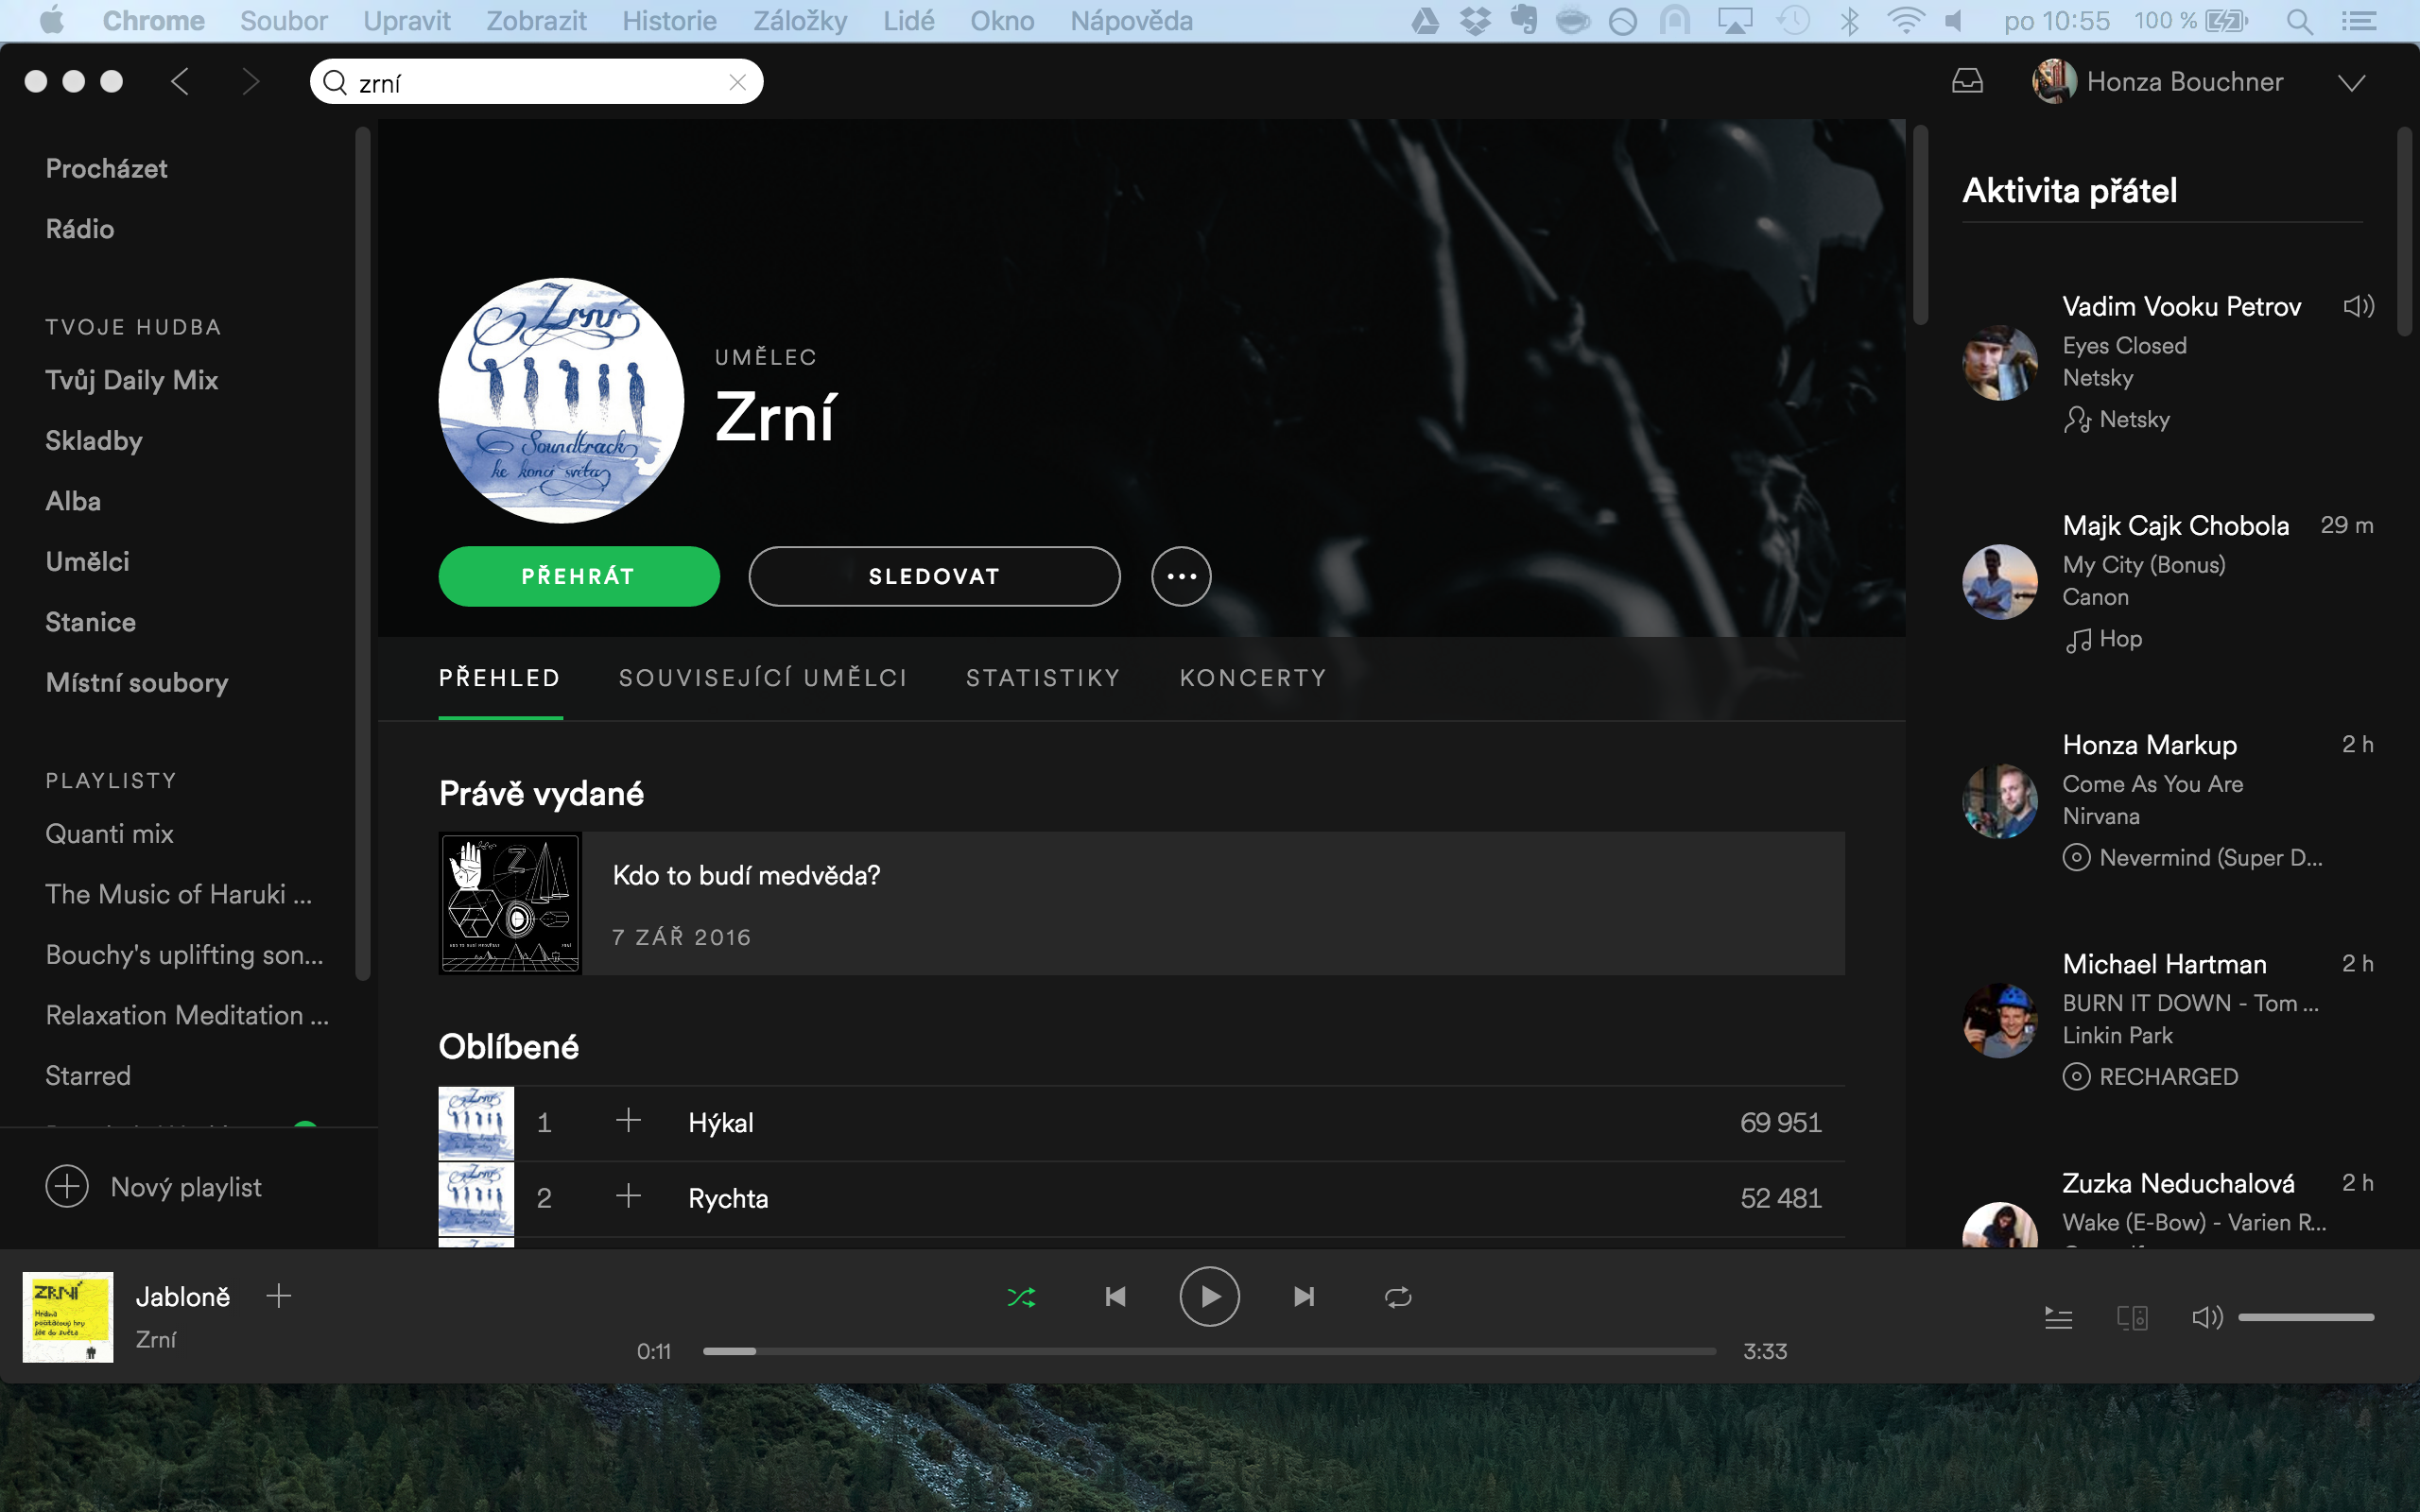 Chrome Soubor Upravit Zobrazit Historie Záložky Lidé Okno Nápověda po 10:55 100 %
zrní
Honza Bouchner
Procházet
Rádio
TVOJE HUDBA
Tvůj Daily Mix
Skladby
Alba
Umělci
Stanice
Místní soubory
PLAYLISTY
Quanti mix
The Music of Haruki ...
Bouchy's uplifting son...
Relaxation Meditation ...
Starred
Nový playlist
Zrní
Soundtrack
ke konci světa
UMĚLEC
Zrní
PŘEHRÁT
SLEDOVAT
PŘEHLED
SOUVISEJÍCÍ UMĚLCI
STATISTIKY
KONCERTY
Právě vydané
Kdo to budí medvěda?
7 ZÁŘ 2016
Oblíbené
1 Hýkal 69 951
2 Rychta 52 481
Aktivita přátel
Vadim Vooku Petrov
Eyes Closed
Netsky
Netsky
Majk Cajk Chobola 29 m
My City (Bonus)
Canon
Hop
Honza Markup 2 h
Come As You Are
Nirvana
Nevermind (Super D...
Michael Hartman 2 h
BURN IT DOWN - Tom ...
Linkin Park
RECHARGED
Zuzka Neduchalová 2 h
Wake (E-Bow) - Varien R...
ZRNÍ
Hrdina
počítačový hry
jde do světa
Jabloně
Zrní
0:11
3:33